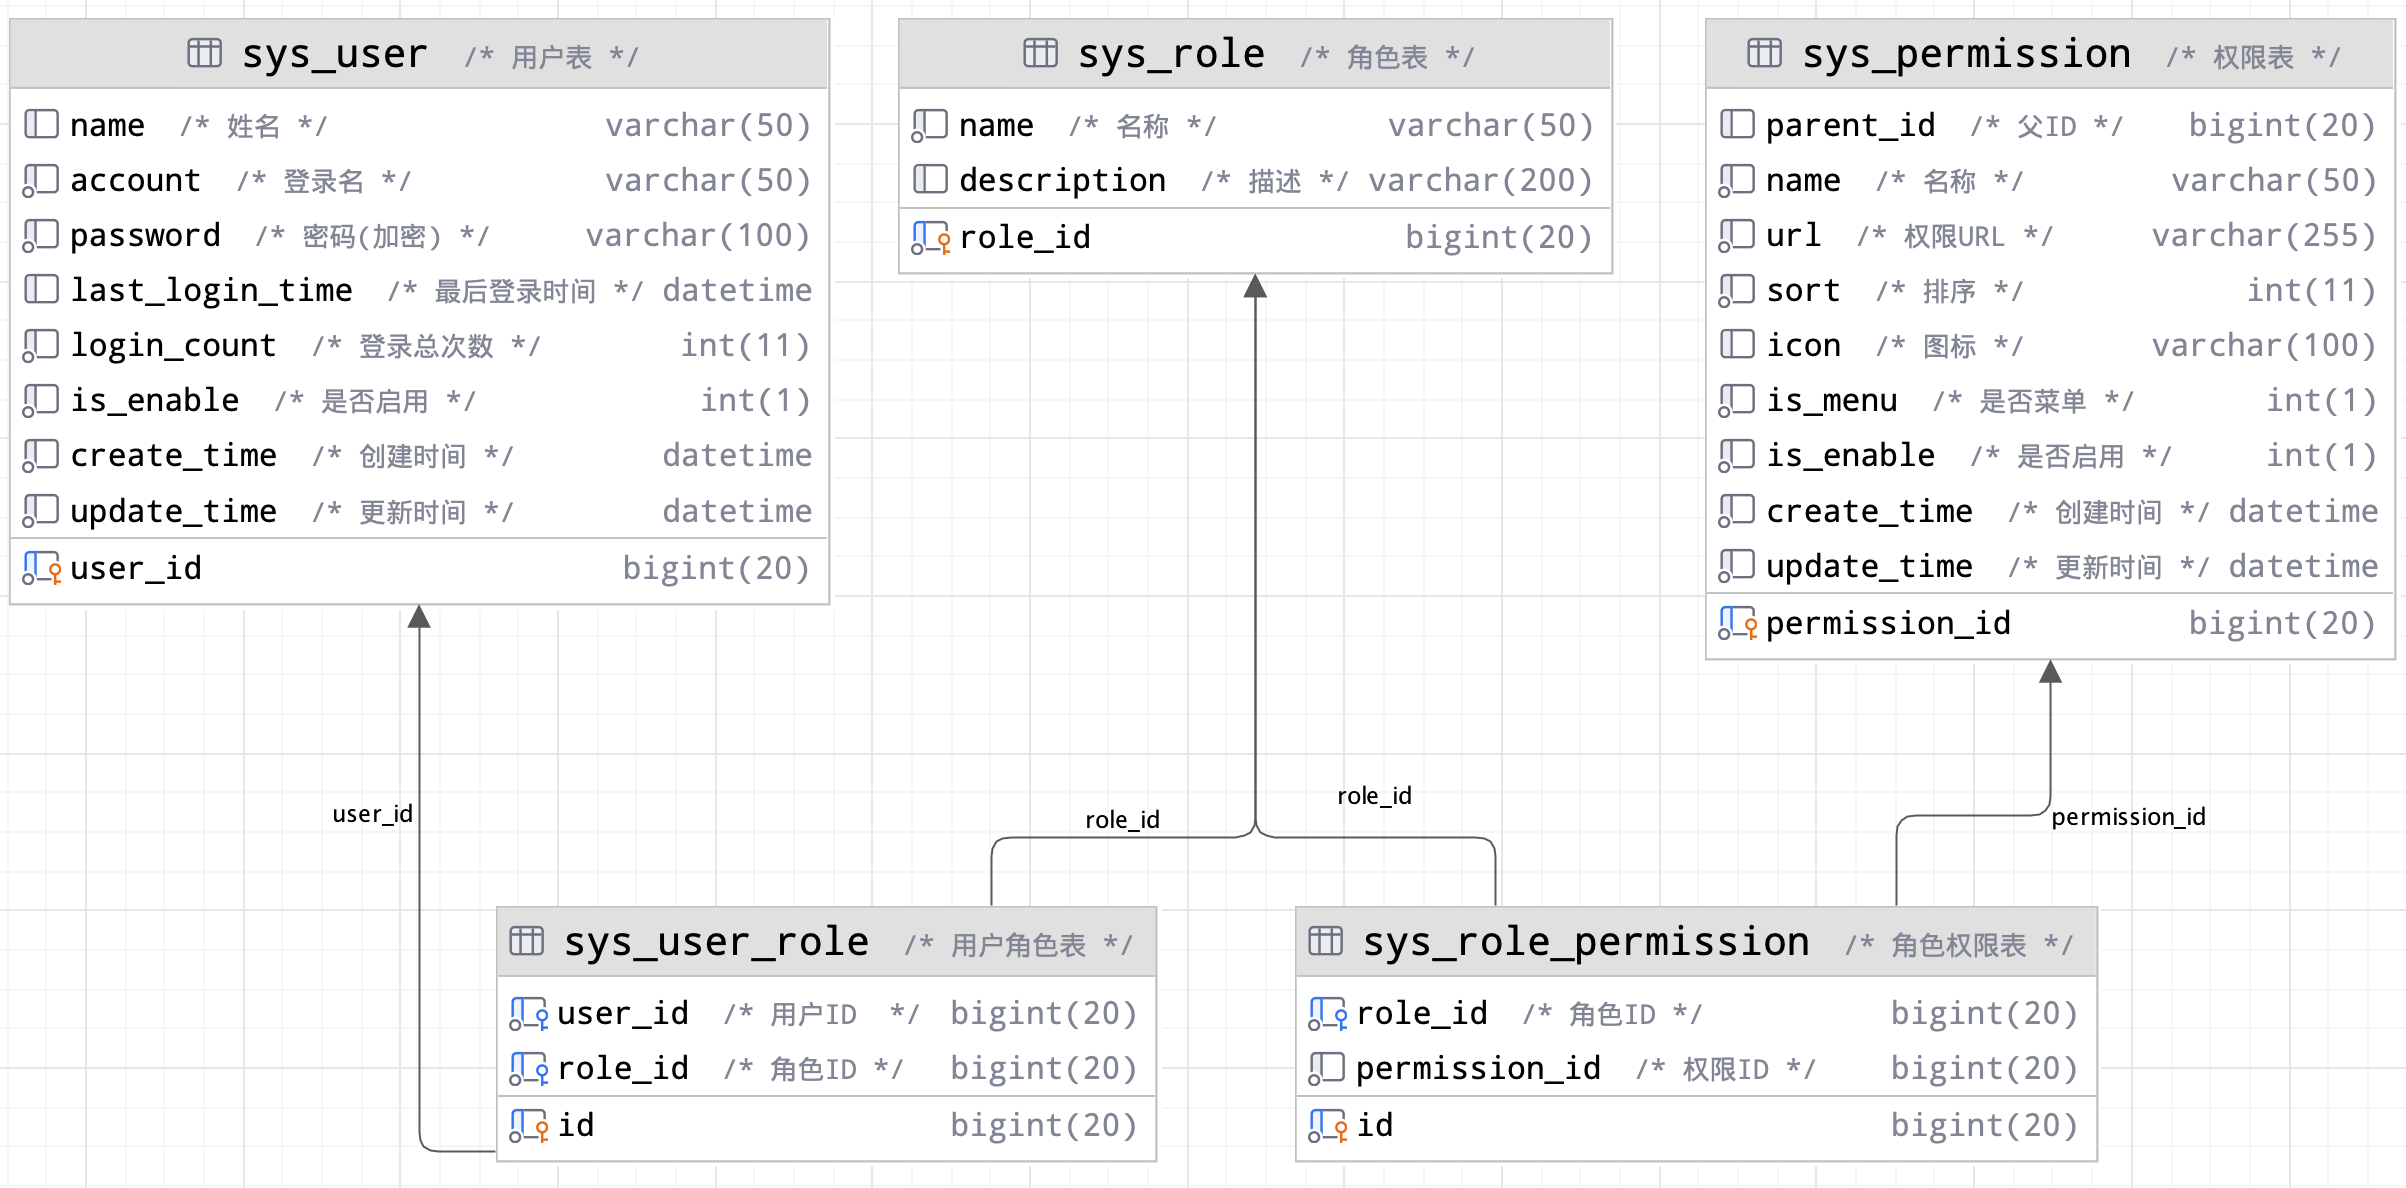 sys_user /* 用户表 */
name /* 姓名 */ varchar(50)
account /* 登录名 */ varchar(50)
password /* 密码(加密) */ varchar(100)
last_login_time /* 最后登录时间 */ datetime
login_count /* 登录总次数 */ int(11)
is_enable /* 是否启用 */ int(1)
create_time /* 创建时间 */ datetime
update_time /* 更新时间 */ datetime
user_id bigint(20)
sys_role /* 角色表 */
name /* 名称 */ varchar(50)
description /* 描述 */ varchar(200)
role_id bigint(20)
sys_permission /* 权限表 */
parent_id /* 父ID */ bigint(20)
name /* 名称 */ varchar(50)
url /* 权限URL */ varchar(255)
sort /* 排序 */ int(11)
icon /* 图标 */ varchar(100)
is_menu /* 是否菜单 */ int(1)
is_enable /* 是否启用 */ int(1)
create_time /* 创建时间 */ datetime
update_time /* 更新时间 */ datetime
permission_id bigint(20)
user_id
role_id
role_id
permission_id
sys_user_role /* 用户角色表 */
user_id /* 用户ID */ bigint(20)
role_id /* 角色ID */ bigint(20)
id bigint(20)
sys_role_permission /* 角色权限表 */
role_id /* 角色ID */ bigint(20)
permission_id /* 权限ID */ bigint(20)
id bigint(20)